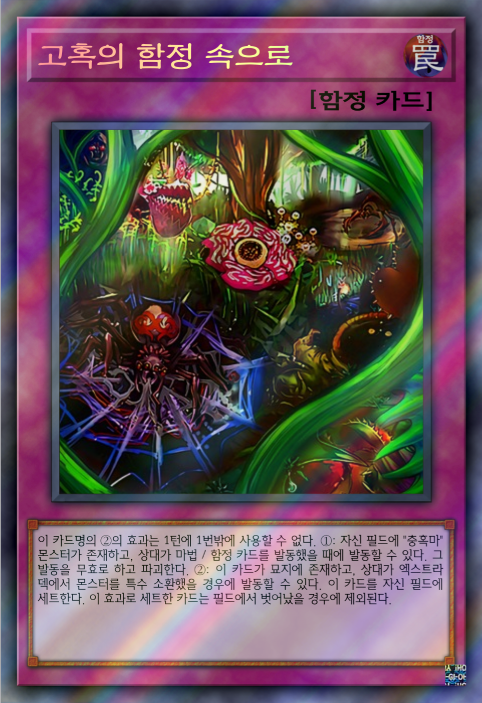 고혹의 함정 속으로
함정
罠
[함정 카드]
이 카드명의 ②의 효과는 1턴에 1번밖에 사용할 수 없다. ①: 자신 필드에 "충혹마"
몬스터가 존재하고, 상대가 마법 / 함정 카드를 발동했을 때에 발동할 수 있다. 그
발동을 무효로 하고 파괴한다. ②: 이 카드가 묘지에 존재하고, 상대가 엑스트라
덱에서 몬스터를 특수 소환했을 경우에 발동할 수 있다. 이 카드를 자신 필드에
세트한다. 이 효과로 세트한 카드는 필드에서 벗어났을 경우에 제외된다.